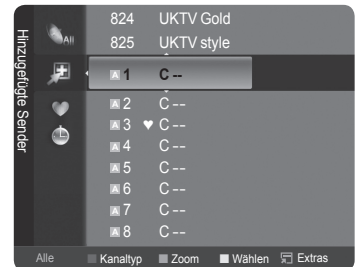 Hinzugefügte Sender
All
824 UKTV Gold
825 UKTV style
A 1 C --
A 2 C --
A 3 ♥ C --
A 4 C --
A 5 C --
A 6 C --
A 7 C --
A 8 C --
Alle Kanaltyp Zoom Wählen Extras